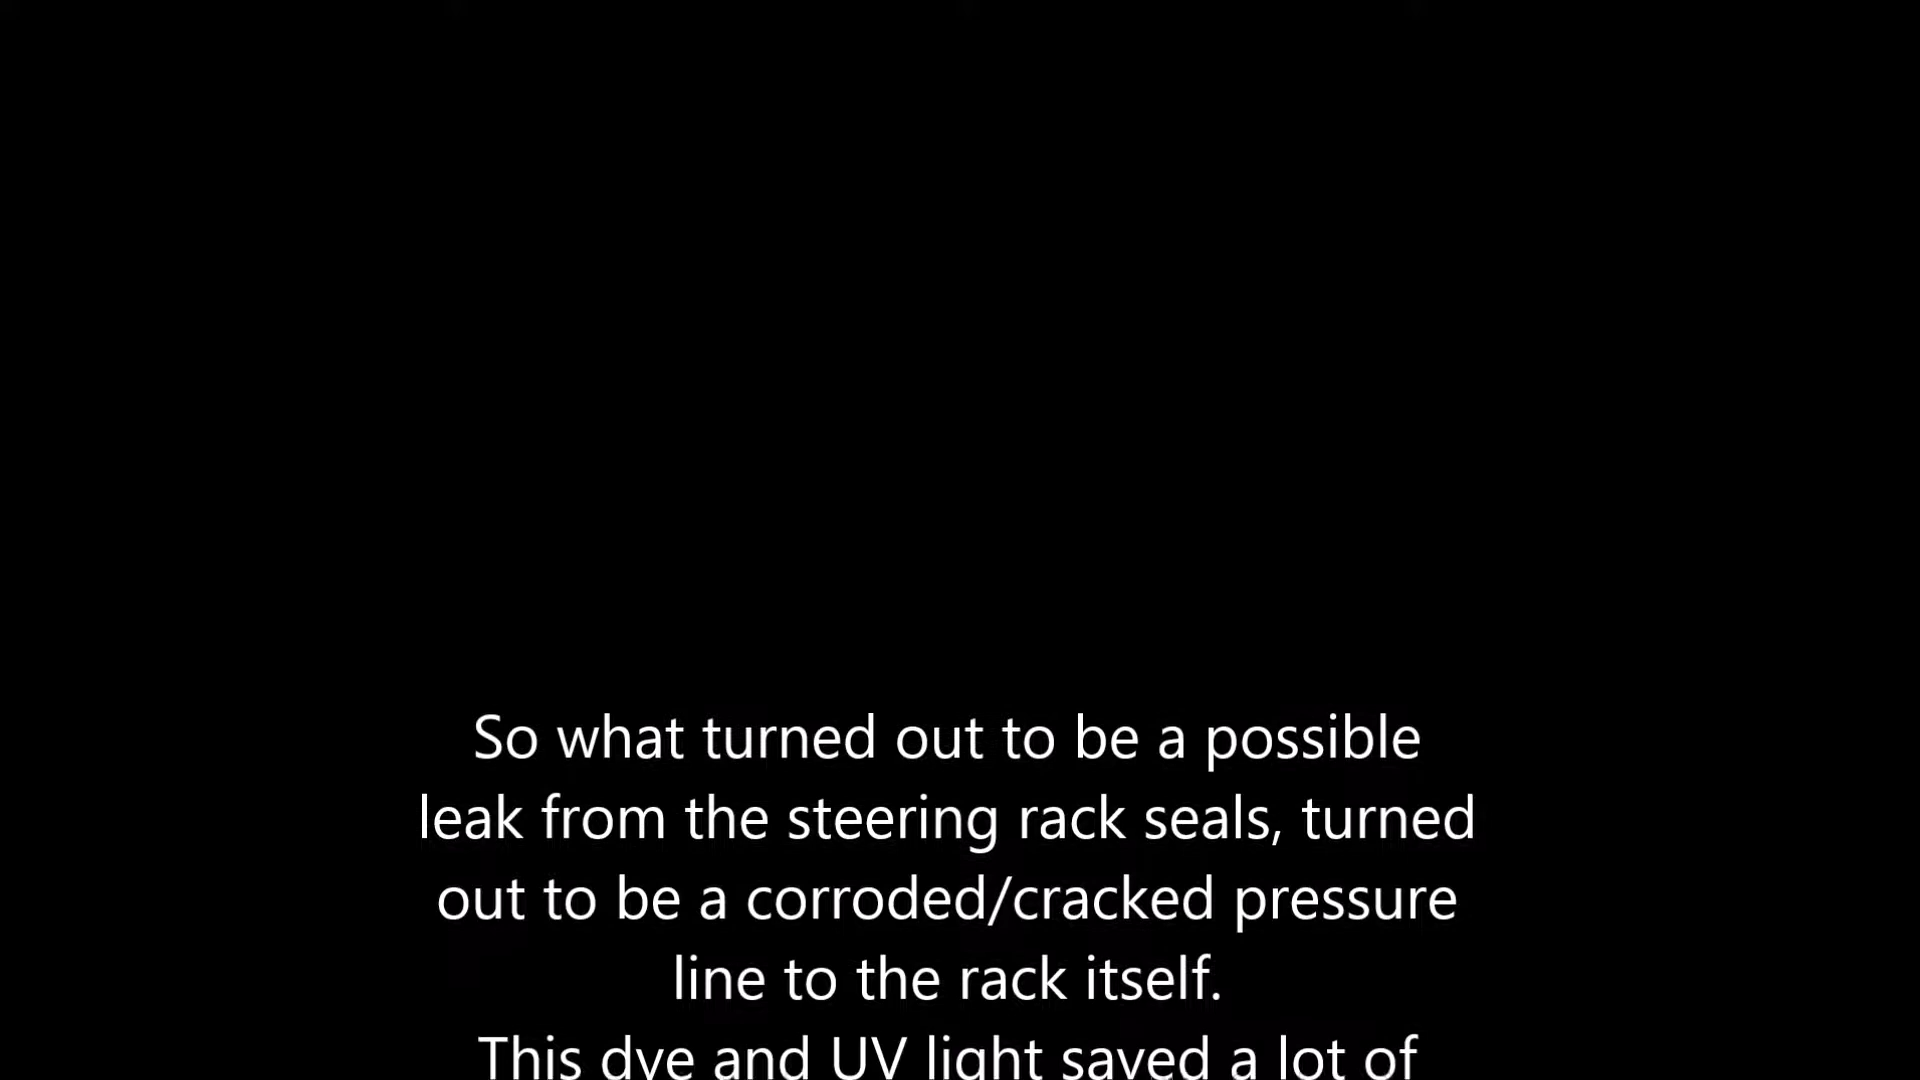 So what turned out to be a possible
leak from the steering rack seals, turned
out to be a corroded/cracked pressure
line to the rack itself.
This dye and UV light saved a lot of